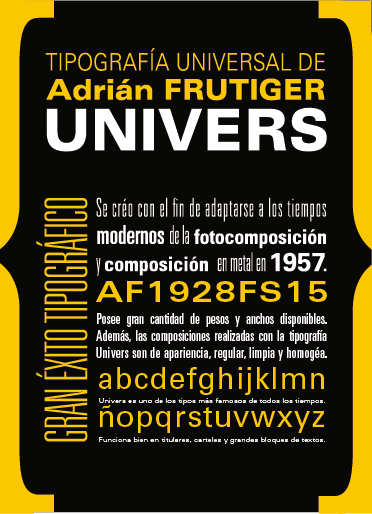 TIPOGRAFÍA UNIVERSAL DE
Adrián FRUTIGER
UNIVERS
GRAN ÉXITO TIPOGRÁFICO
Se créo con el fin de adaptarse a los tiempos
modernos de la fotocomposición
y composición en metal en 1957.
AF1928FS15
Posee gran cantidad de pesos y anchos disponibles.
Además, las composiciones realizadas con la tipografía
Univers son de apariencia, regular, limpia y homogéa.
abcdefghijklmn
Univers es uno de los tipos más famosos de todos los tiempos.
ñopqrstuvwxyz
Funciona bien en titulares, carteles y grandes bloques de textos.